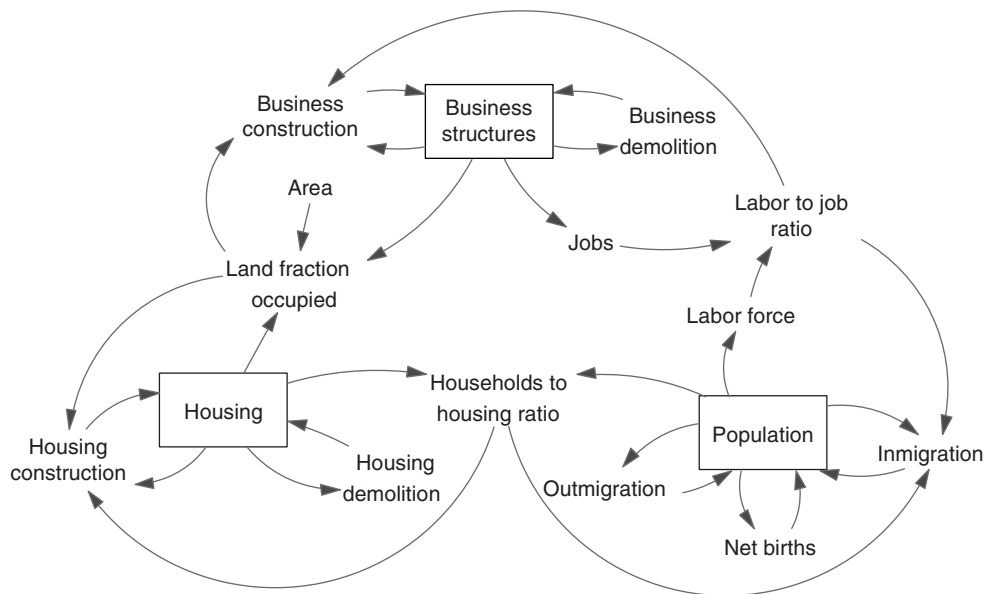 Business
construction
Business
structures
Business
demolition
Area
Labor to job
ratio
Jobs
Land fraction
occupied
Labor force
Housing
Households to
housing ratio
Population
Housing
construction
Housing
demolition
Inmigration
Outmigration
Net births